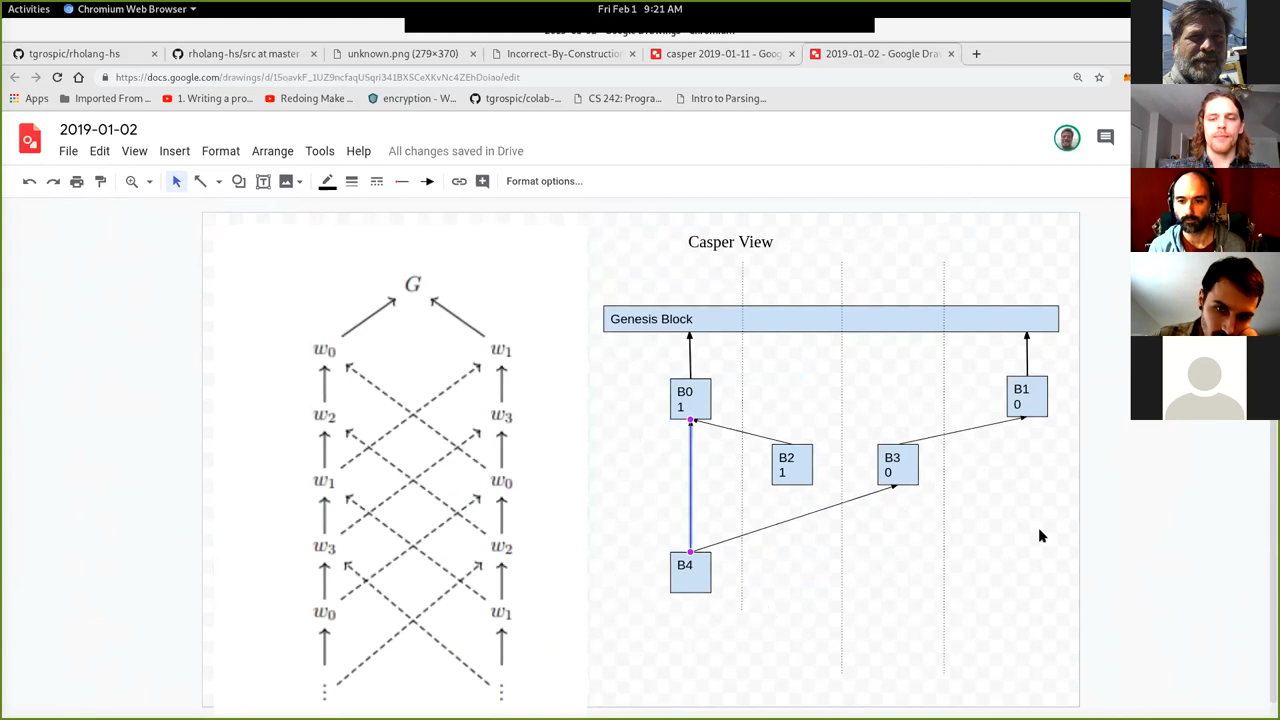 Activities
Chromium Web Browser
Fri Feb 1 9:21 AM
tgrospic/rholang-hs
rholang-hs/src at master
unknown.png (279×370)
Incorrect-By-Constructio
casper 2019-01-11 - Goog
2019-01-02 - Google Draw
https://docs.google.com/drawings/d/
Apps
Imported From ...
1. Writing a pro...
Redoing Make ...
encryption - W...
tgrospic/colab-...
CS 242: Progra...
Intro to Parsing...
2019-01-02
File Edit View Insert Format Arrange Tools Help All changes saved in Drive
Format options...
Casper View
G
Genesis Block
w0 w1
w2 w3
w1 w0
w3 w2
w0 w1
⋮ ⋮
B0
1
B1
0
B2
1
B3
0
B4